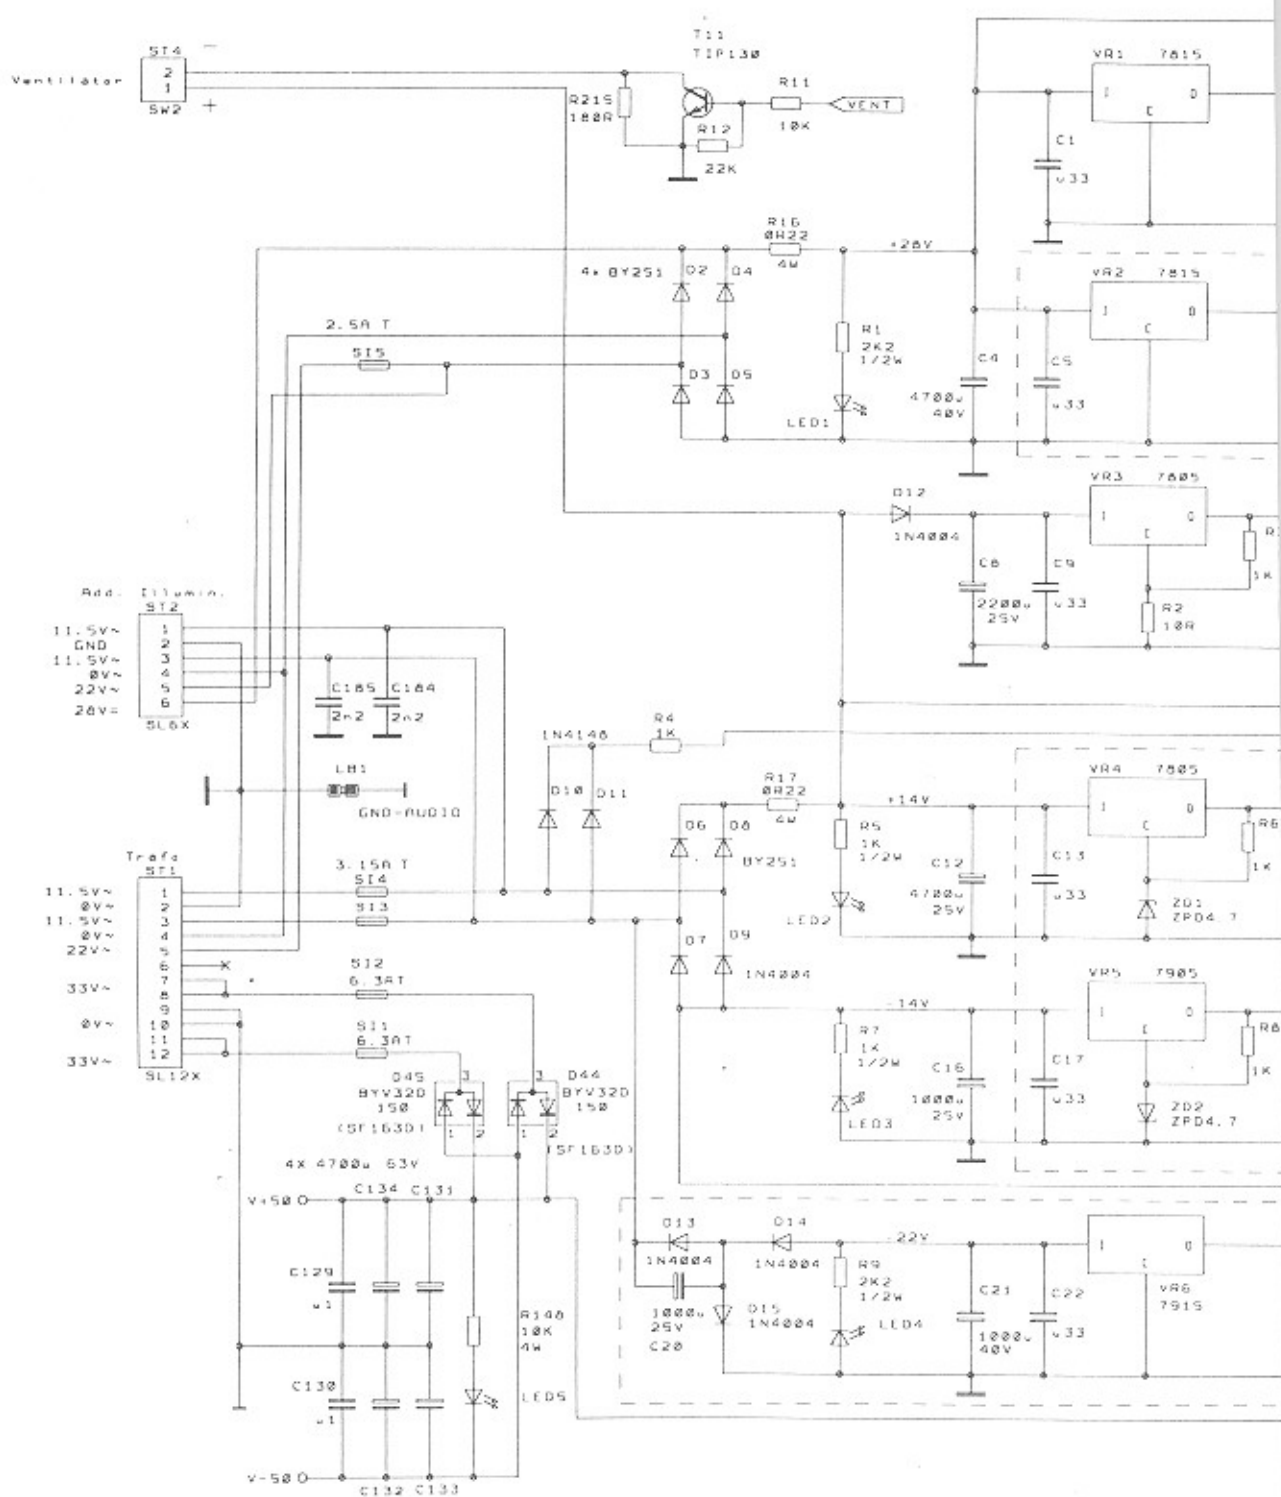 ST4 −
Ventilator
2
1
SW2 +
T11
TIP130
R215
180R
R12
22K
R11
10K
VENT
VR1 7815
I O
C
C1
u33
R16
0R22
4W
+28V
4x BY251
D2 D4
D3 D5
2.5A T
SI5
R1
2K2
1/2W
LED1
C4
4700u
40V
VR2 7815
I O
C
C5
u33
D12
1N4004
VR3 7805
I O
C
C8
2200u
25V
C9
u33
R2
10R
1K
Add. Illumin.
ST2
11.5V~ 1
GND 2
11.5V~ 3
0V~ 4
22V~ 5
28V= 6
SL6X
C185
2n2
C184
2n2
1N4148
R4
1K
D10 D11
LB1
GND-AUDIO
R17
0R22
4W
+14V
D6 D8
BY251
D7 D9
1N4004
R5
1K
1/2W
LED2
C12
4700u
25V
C13
u33
VR4 7805
I O
C
R6
1K
ZD1
ZPD4.7
Trafo
ST1
11.5V~ 1
0V~ 2
11.5V~ 3
0V~ 4
22V~ 5
6 X
33V~ 7
8
9
0V~ 10
11
33V~ 12
SL12X
3.15A T
SI4
SI3
SI2
6.3AT
SI1
6.3AT
-14V
R7
1K
1/2W
LED3
C16
1000u
25V
C17
u33
VR5 7905
I O
C
R8
1K
ZD2
ZPD4.7
D45
BYV32D
150
(SF163D)
3
1 2
D44
BYV32D
150
(SF163D)
3
1 2
4X 4700u 63V
V+50
C134 C131
C129
u1
C130
u1
C132 C133
V-50
R148
10K
4W
LED5
D13
1N4004
D14
1N4004
D15
1N4004
1000u
25V
C20
-22V
R9
2K2
1/2W
LED4
C21
1000u
40V
C22
u33
I O
C
VR6
7915